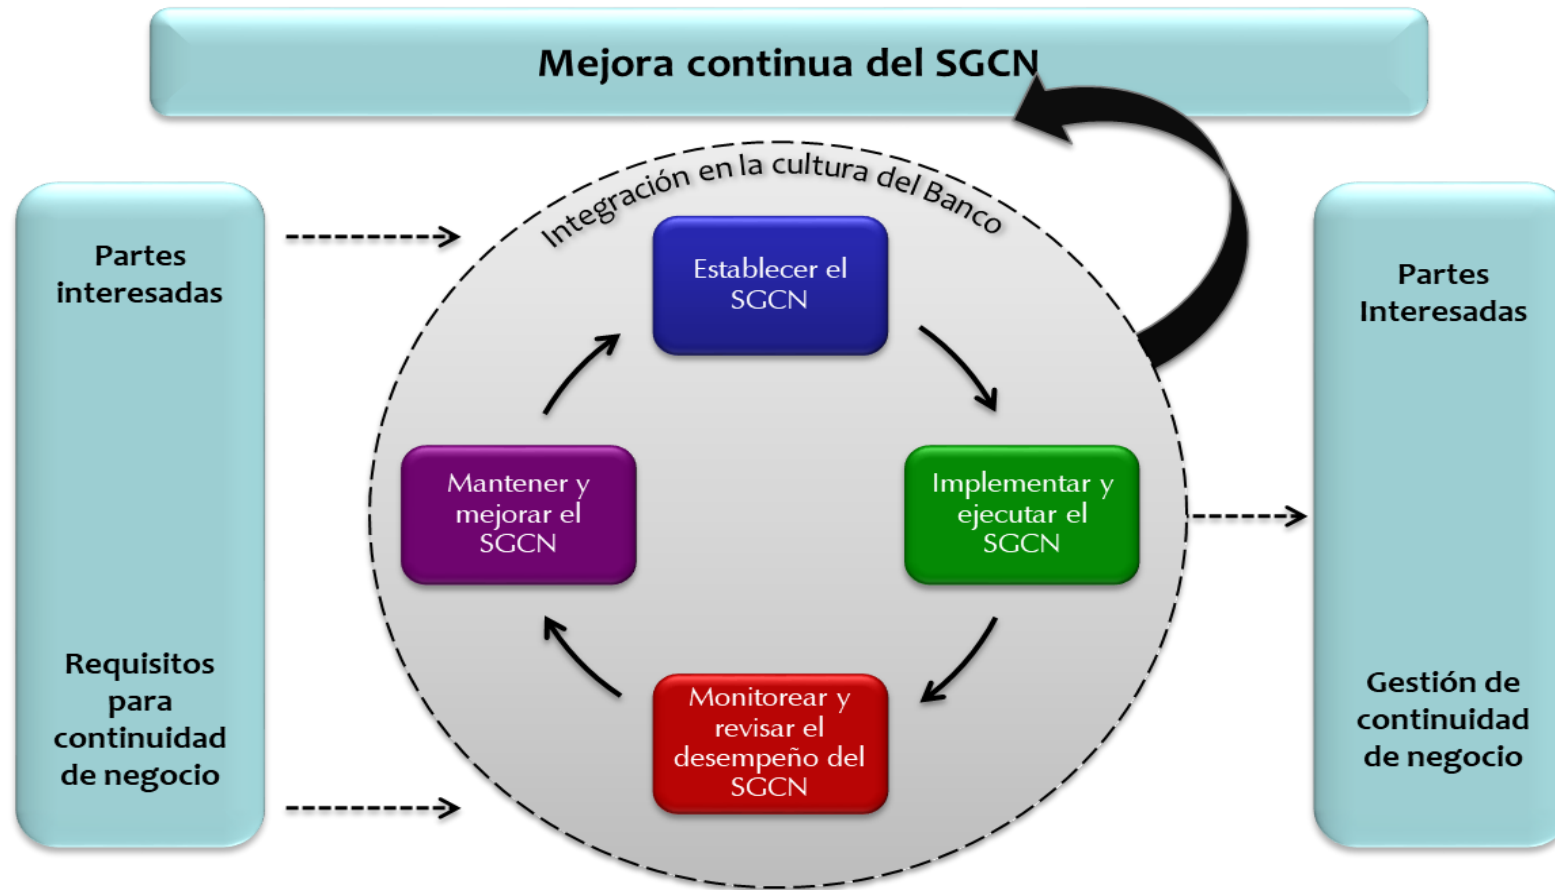 Mejora continua del SGCN
Integración en la cultura del Banco
Partes
interesadas
Requisitos
para
continuidad
de negocio
Establecer el
SGCN
Implementar y
ejecutar el
SGCN
Monitorear y
revisar el
desempeño del
SGCN
Mantener y
mejorar el
SGCN
Partes
Interesadas
Gestión de
continuidad
de negocio